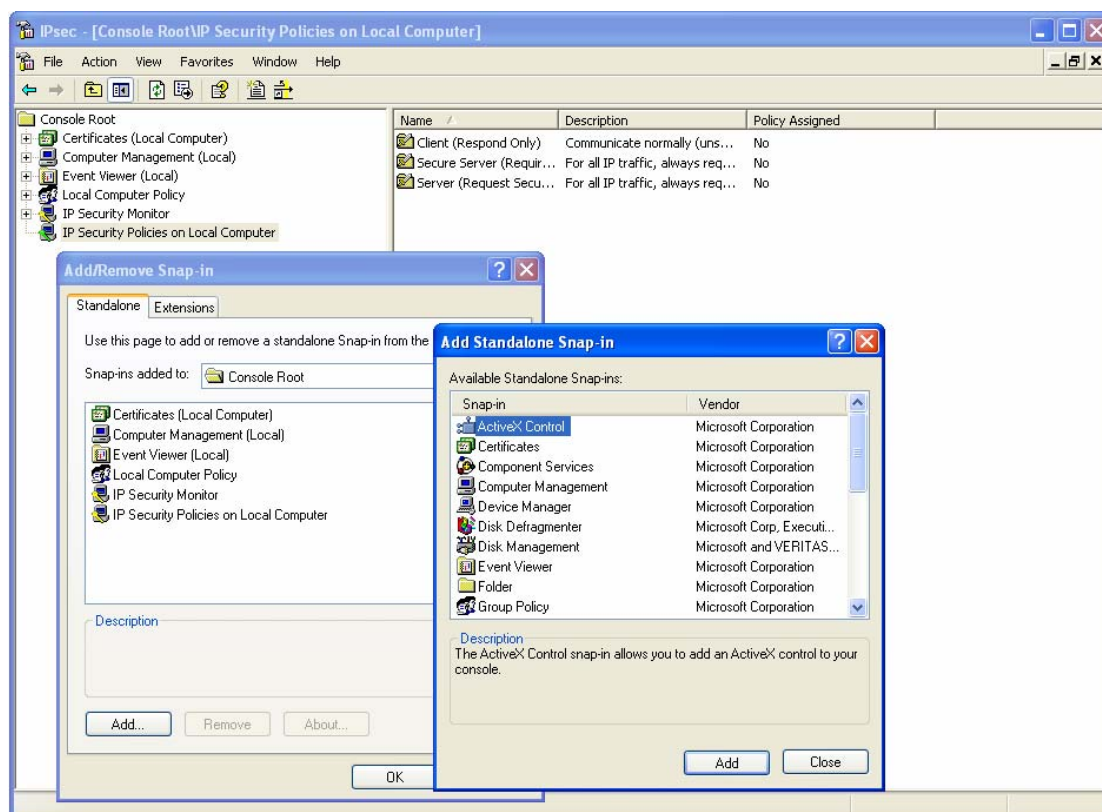 IPsec - [Console Root\IP Security Policies on Local Computer]
File Action View Favorites Window Help
Console Root
Certificates (Local Computer)
Computer Management (Local)
Event Viewer (Local)
Local Computer Policy
IP Security Monitor
IP Security Policies on Local Computer
Name Description Policy Assigned
Client (Respond Only) Communicate normally (uns... No
Secure Server (Requir... For all IP traffic, always req... No
Server (Request Secu... For all IP traffic, always req... No
Add/Remove Snap-in
Standalone Extensions
Use this page to add or remove a standalone Snap-in from the
Snap-ins added to: Console Root
Certificates (Local Computer)
Computer Management (Local)
Event Viewer (Local)
Local Computer Policy
IP Security Monitor
IP Security Policies on Local Computer
Description
Add... Remove About...
OK
Add Standalone Snap-in
Available Standalone Snap-ins:
Snap-in Vendor
ActiveX Control Microsoft Corporation
Certificates Microsoft Corporation
Component Services Microsoft Corporation
Computer Management Microsoft Corporation
Device Manager Microsoft Corporation
Disk Defragmenter Microsoft Corp, Executi...
Disk Management Microsoft and VERITAS...
Event Viewer Microsoft Corporation
Folder Microsoft Corporation
Group Policy Microsoft Corporation
Description
The ActiveX Control snap-in allows you to add an ActiveX control to your
console.
Add Close